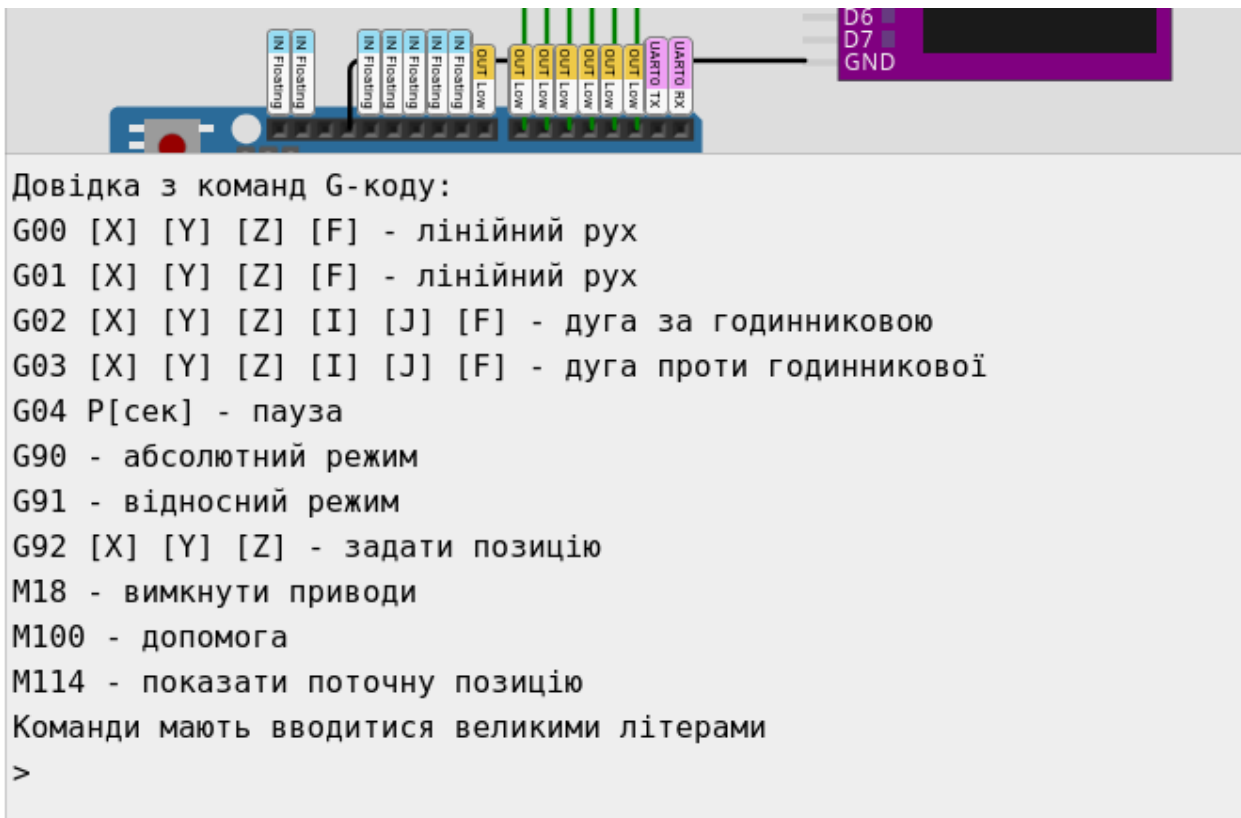 D6
D7
GND
IN Floating
IN Floating
IN Floating
IN Floating
IN Floating
IN Floating
IN Floating
OUT Low
OUT Low
OUT Low
OUT Low
OUT Low
OUT Low
OUT Low
UART0 TX
UART0 RX
Довідка з команд G-коду:
G00 [X] [Y] [Z] [F] - лінійний рух
G01 [X] [Y] [Z] [F] - лінійний рух
G02 [X] [Y] [Z] [I] [J] [F] - дуга за годинниковою
G03 [X] [Y] [Z] [I] [J] [F] - дуга проти годинникової
G04 P[сек] - пауза
G90 - абсолютний режим
G91 - відносний режим
G92 [X] [Y] [Z] - задати позицію
M18 - вимкнути приводи
M100 - допомога
M114 - показати поточну позицію
Команди мають вводитися великими літерами
>